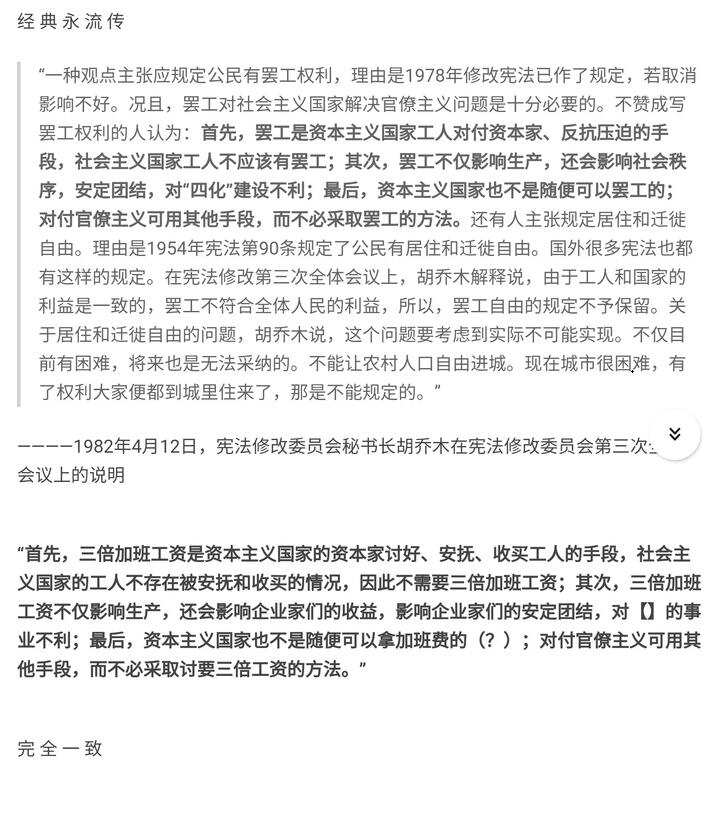 经典永流传
“一种观点主张应规定公民有罢工权利，理由是1978年修改宪法已作了规定，若取消
影响不好。况且，罢工对社会主义国家解决官僚主义问题是十分必要的。不赞成写
罢工权利的人认为：首先，罢工是资本主义国家工人对付资本家、反抗压迫的手
段，社会主义国家工人不应该有罢工；其次，罢工不仅影响生产，还会影响社会秩
序，安定团结，对“四化”建设不利；最后，资本主义国家也不是随便可以罢工的；
对付官僚主义可用其他手段，而不必采取罢工的方法。还有人主张规定居住和迁徙
自由。理由是1954年宪法第90条规定了公民有居住和迁徙自由。国外很多宪法也都
有这样的规定。在宪法修改第三次全体会议上，胡乔木解释说，由于工人和国家的
利益是一致的，罢工不符合全体人民的利益，所以，罢工自由的规定不予保留。关
于居住和迁徙自由的问题，胡乔木说，这个问题要考虑到实际不可能实现。不仅目
前有困难，将来也是无法采纳的。不能让农村人口自由进城。现在城市很困难，有
了权利大家便都到城里住来了，那是不能规定的。”
————1982年4月12日，宪法修改委员会秘书长胡乔木在宪法修改委员会第三次
会议上的说明
“首先，三倍加班工资是资本主义国家的资本家讨好、安抚、收买工人的手段，社会主
义国家的工人不存在被安抚和收买的情况，因此不需要三倍加班工资；其次，三倍加班
工资不仅影响生产，还会影响企业家们的收益，影响企业家们的安定团结，对【】的事
业不利；最后，资本主义国家也不是随便可以拿加班费的（？）；对付官僚主义可用其
他手段，而不必采取讨要三倍工资的方法。”
完全一致